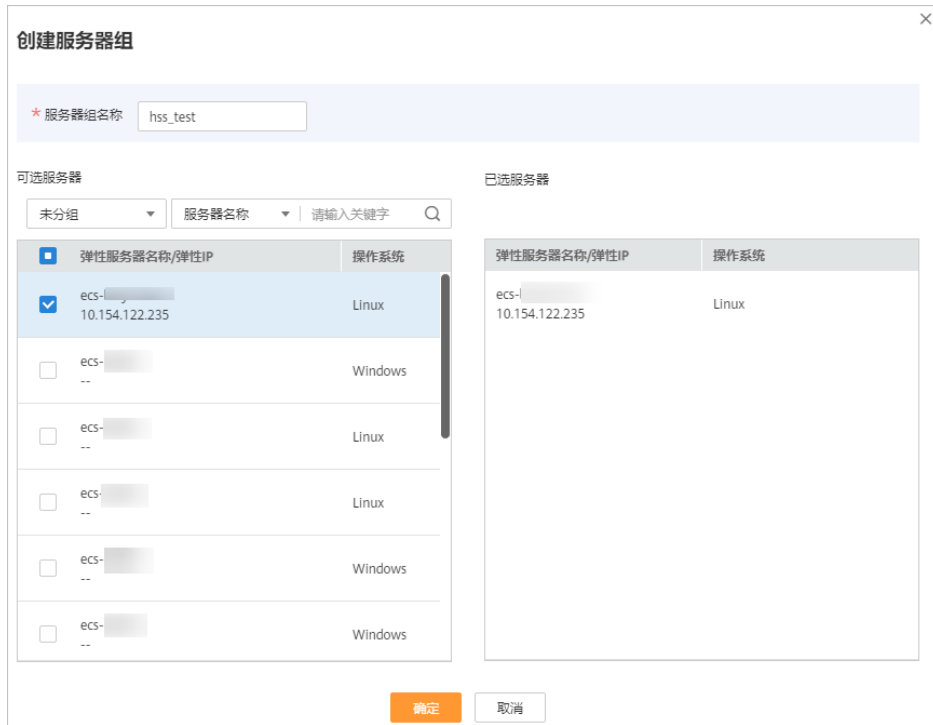 创建服务器组
* 服务器组名称 hss_test
可选服务器
未分组 服务器名称 请输入关键字
弹性服务器名称/弹性IP 操作系统
ecs-
10.154.122.235
Linux
ecs-
--
Windows
ecs-
--
Linux
ecs-
--
Linux
ecs-
--
Windows
ecs-
--
Windows
已选服务器
弹性服务器名称/弹性IP 操作系统
ecs-
10.154.122.235
Linux
确定 取消